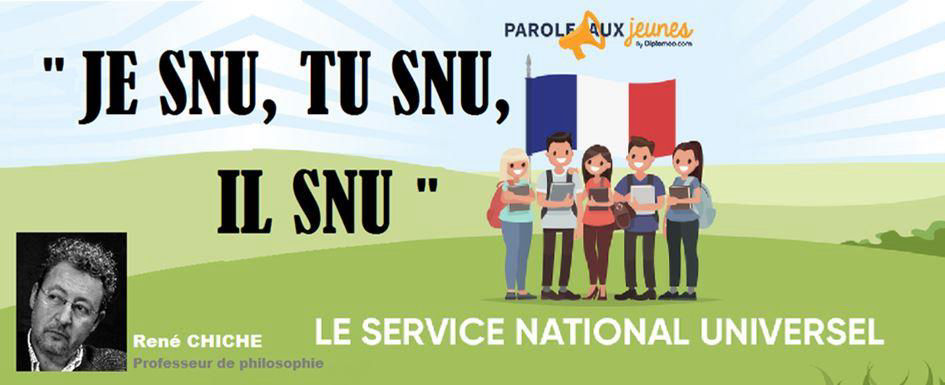 PAROLE AUX jeunes
By Diplomeo.com
" JE SNU, TU SNU,
IL SNU "
René CHICHE
Professeur de philosophie
LE SERVICE NATIONAL UNIVERSEL